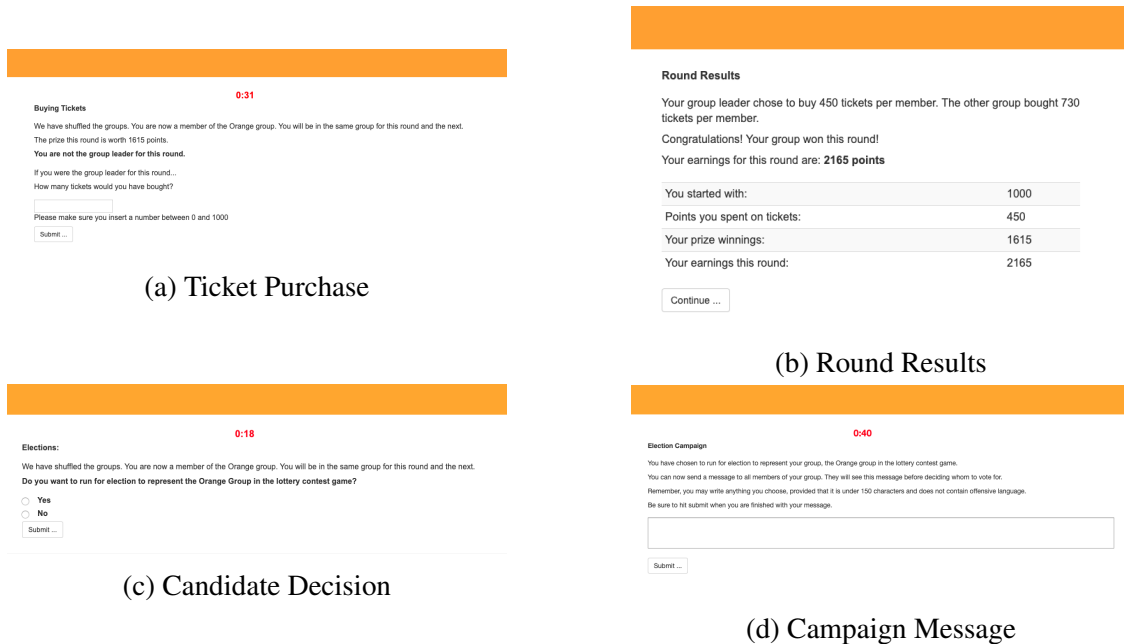 0:31
Buying Tickets
We have shuffled the groups. You are now a member of the Orange group. You will be in the same group for this round and the next.
The prize this round is worth 1615 points.
You are not the group leader for this round.
If you were the group leader for this round...
How many tickets would you have bought?
Please make sure you insert a number between 0 and 1000
Submit ...
(a) Ticket Purchase
Round Results
Your group leader chose to buy 450 tickets per member. The other group bought 730
tickets per member.
Congratulations! Your group won this round!
Your earnings for this round are: 2165 points
You started with: 1000
Points you spent on tickets: 450
Your prize winnings: 1615
Your earnings this round: 2165
Continue ...
(b) Round Results
0:18
Elections:
We have shuffled the groups. You are now a member of the Orange group. You will be in the same group for this round and the next.
Do you want to run for election to represent the Orange Group in the lottery contest game?
Yes
No
Submit ...
(c) Candidate Decision
0:40
Election Campaign
You have chosen to run for election to represent your group, the Orange group in the lottery contest game.
You can now send a message to all members of your group. They will see this message before deciding whom to vote for.
Remember, you may write anything you choose, provided that it is under 150 characters and does not contain offensive language.
Be sure to hit submit when you are finished with your message.
Submit ...
(d) Campaign Message